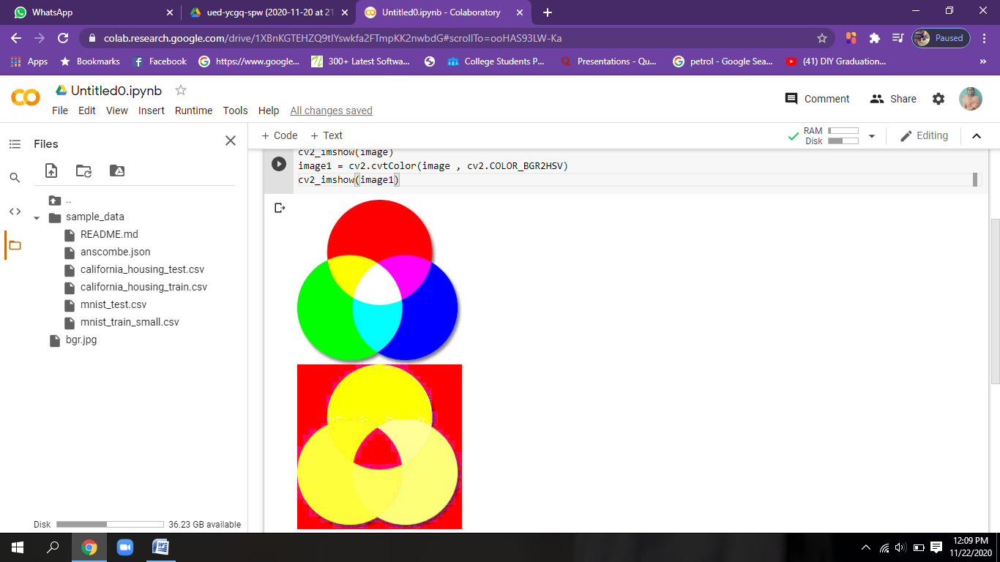 WhatsApp
ued-ycgq-spw (2020-11-20 at 21
Untitled0.ipynb - Colaboratory
colab.research.google.com/drive/1XBnKGTEHZQ9tIYswkfa2FTmpKK2nwbdG#scrollTo=ooHAS93LW-Ka
Paused
Apps Bookmarks Facebook https://www.google... 300+ Latest Softwa... College Students P... Presentations - Qu... petrol - Google Sea... (41) DIY Graduation... »
Untitled0.ipynb
Comment Share
File Edit View Insert Runtime Tools Help All changes saved
Files
+ Code + Text
RAM
Disk
Editing
cv2_imshow(image)
image1 = cv2.cvtColor(image , cv2.COLOR_BGR2HSV)
cv2_imshow(image1)
..
sample_data
README.md
anscombe.json
california_housing_test.csv
california_housing_train.csv
mnist_test.csv
mnist_train_small.csv
bgr.jpg
Disk 36.23 GB available
12:09 PM
11/22/2020